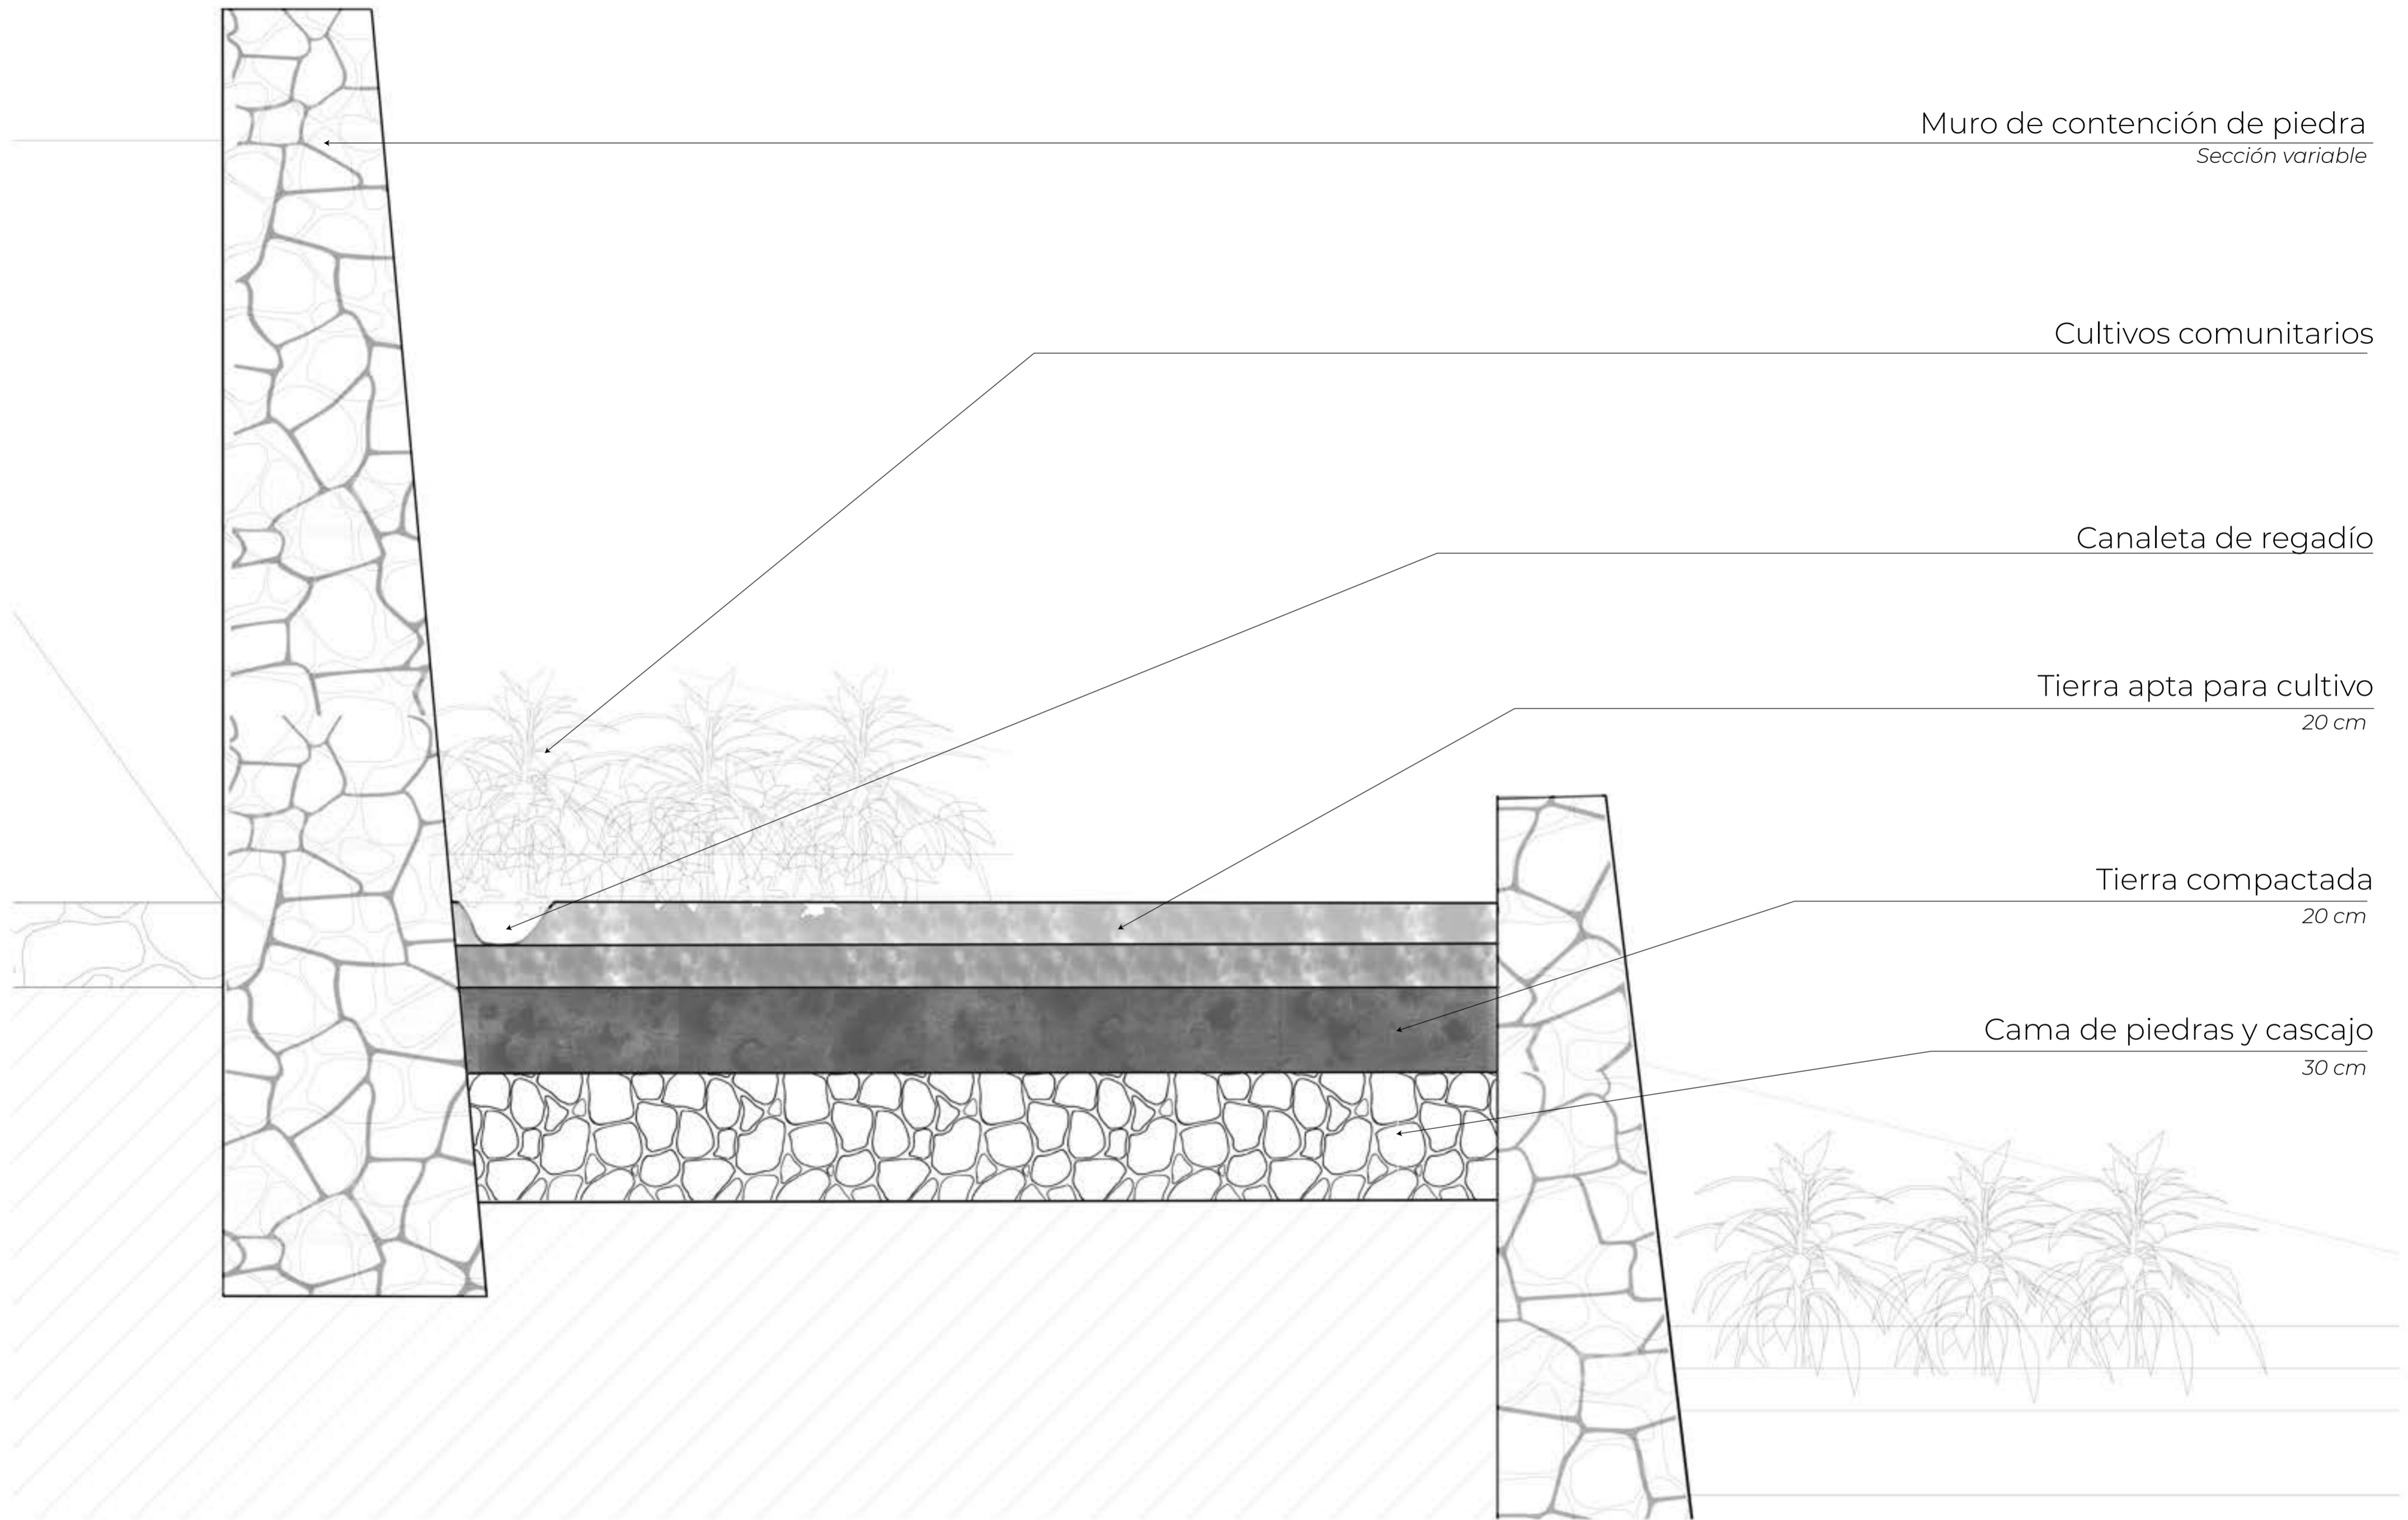 Muro de contención de piedra
Sección variable
Cultivos comunitarios
Canaleta de regadío
Tierra apta para cultivo
20 cm
Tierra compactada
20 cm
Cama de piedras y cascajo
30 cm